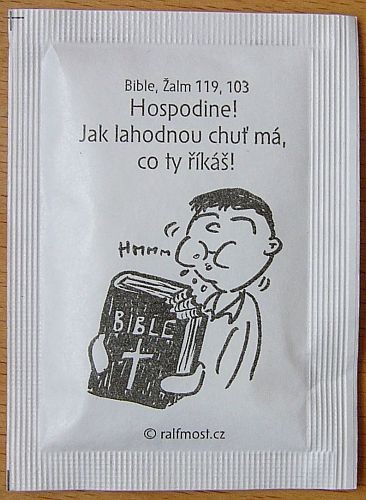 Bible, Žalm 119, 103
Hospodine!
Jak lahodnou chuť má,
co ty říkáš!
HMMM
BIBLE
© ralfmost.cz